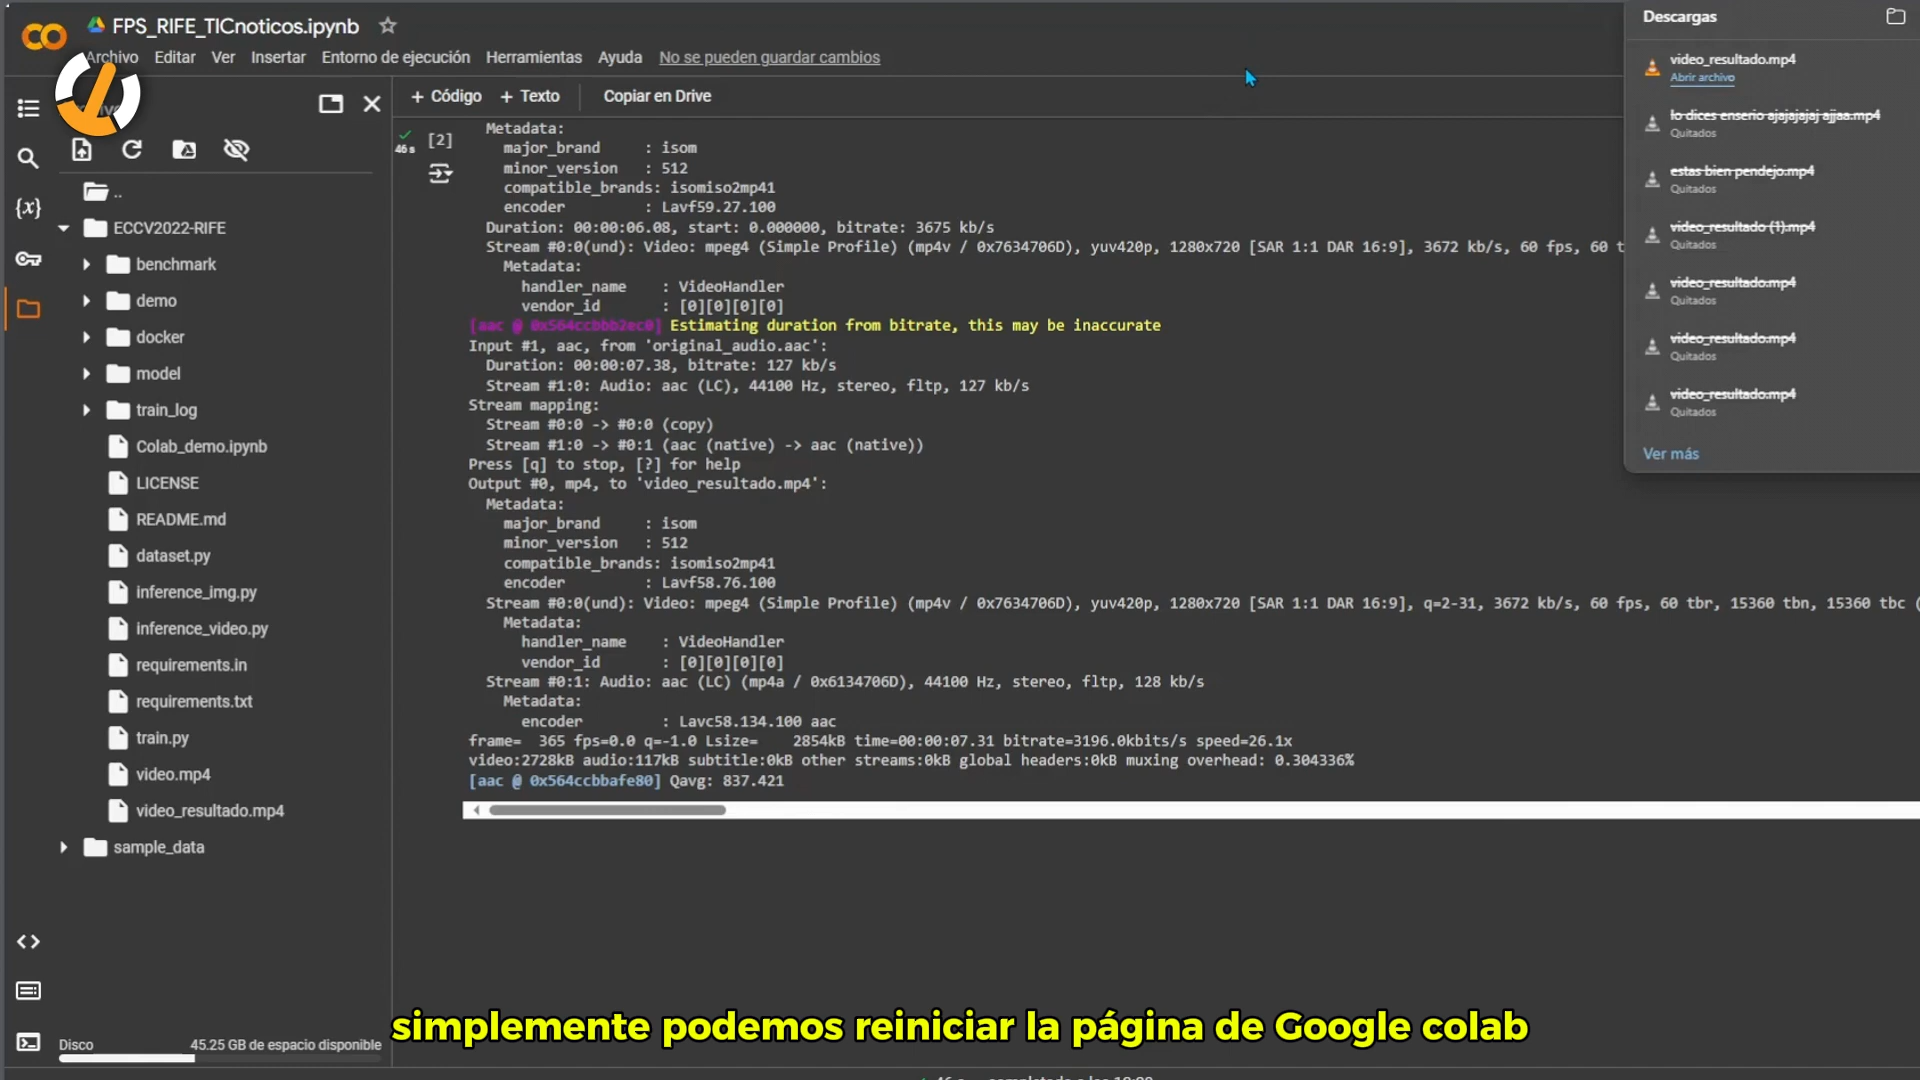 FPS_RIFE_TICnoticos.ipynb
Archivo Editar Ver Insertar Entorno de ejecución Herramientas Ayuda No se pueden guardar cambios
+ Código + Texto Copiar en Drive
..
ECCV2022-RIFE
benchmark
demo
docker
model
train_log
Colab_demo.ipynb
LICENSE
README.md
dataset.py
inference_img.py
inference_video.py
requirements.in
requirements.txt
train.py
video.mp4
video_resultado.mp4
sample_data
Disco 45.25 GB de espacio disponible
46 s
[2]
Metadata:
major_brand : isom
minor_version : 512
compatible_brands: isomiso2mp41
encoder : Lavf59.27.100
Duration: 00:00:06.08, start: 0.000000, bitrate: 3675 kb/s
Stream #0:0(und): Video: mpeg4 (Simple Profile) (mp4v / 0x7634706D), yuv420p, 1280x720 [SAR 1:1 DAR 16:9], 3672 kb/s, 60 fps, 60 t
Metadata:
handler_name : VideoHandler
vendor_id : [0][0][0][0]
[aac @ 0x564ccbbb2ec0] Estimating duration from bitrate, this may be inaccurate
Input #1, aac, from 'original_audio.aac':
Duration: 00:00:07.38, bitrate: 127 kb/s
Stream #1:0: Audio: aac (LC), 44100 Hz, stereo, fltp, 127 kb/s
Stream mapping:
Stream #0:0 -> #0:0 (copy)
Stream #1:0 -> #0:1 (aac (native) -> aac (native))
Press [q] to stop, [?] for help
Output #0, mp4, to 'video_resultado.mp4':
Metadata:
major_brand : isom
minor_version : 512
compatible_brands: isomiso2mp41
encoder : Lavf58.76.100
Stream #0:0(und): Video: mpeg4 (Simple Profile) (mp4v / 0x7634706D), yuv420p, 1280x720 [SAR 1:1 DAR 16:9], q=2-31, 3672 kb/s, 60 fps, 60 tbr, 15360 tbn, 15360 tbc (
Metadata:
handler_name : VideoHandler
vendor_id : [0][0][0][0]
Stream #0:1: Audio: aac (LC) (mp4a / 0x6134706D), 44100 Hz, stereo, fltp, 128 kb/s
Metadata:
encoder : Lavc58.134.100 aac
frame= 365 fps=0.0 q=-1.0 Lsize= 2854kB time=00:00:07.31 bitrate=3196.0kbits/s speed=26.1x
video:2728kB audio:117kB subtitle:0kB other streams:0kB global headers:0kB muxing overhead: 0.304336%
[aac @ 0x564ccbbafe80] Qavg: 837.421
Descargas
video_resultado.mp4
Abrir archivo
lo dices enserio ajajajajaj ajjaa.mp4
Quitados
estas bien pendejo.mp4
Quitados
video_resultado (1).mp4
Quitados
video_resultado.mp4
Quitados
video_resultado.mp4
Quitados
video_resultado.mp4
Quitados
Ver más
simplemente podemos reiniciar la página de Google colab